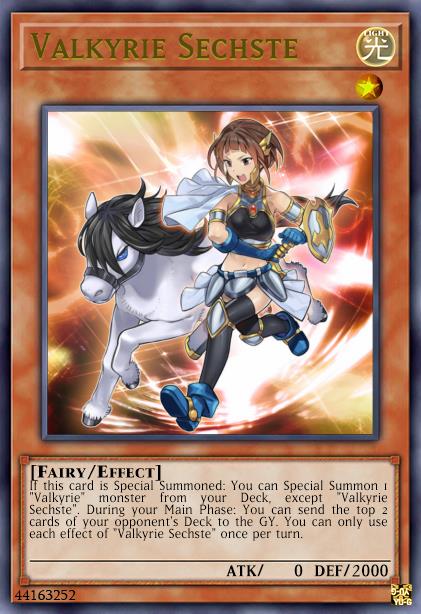 Valkyrie Sechste
LIGHT
光
[Fairy/Effect]
If this card is Special Summoned: You can Special Summon 1
"Valkyrie" monster from your Deck, except "Valkyrie
Sechste". During your Main Phase: You can send the top 2
cards of your opponent's Deck to the GY. You can only use
each effect of "Valkyrie Sechste" once per turn.
ATK/ 0 DEF/2000
44163252